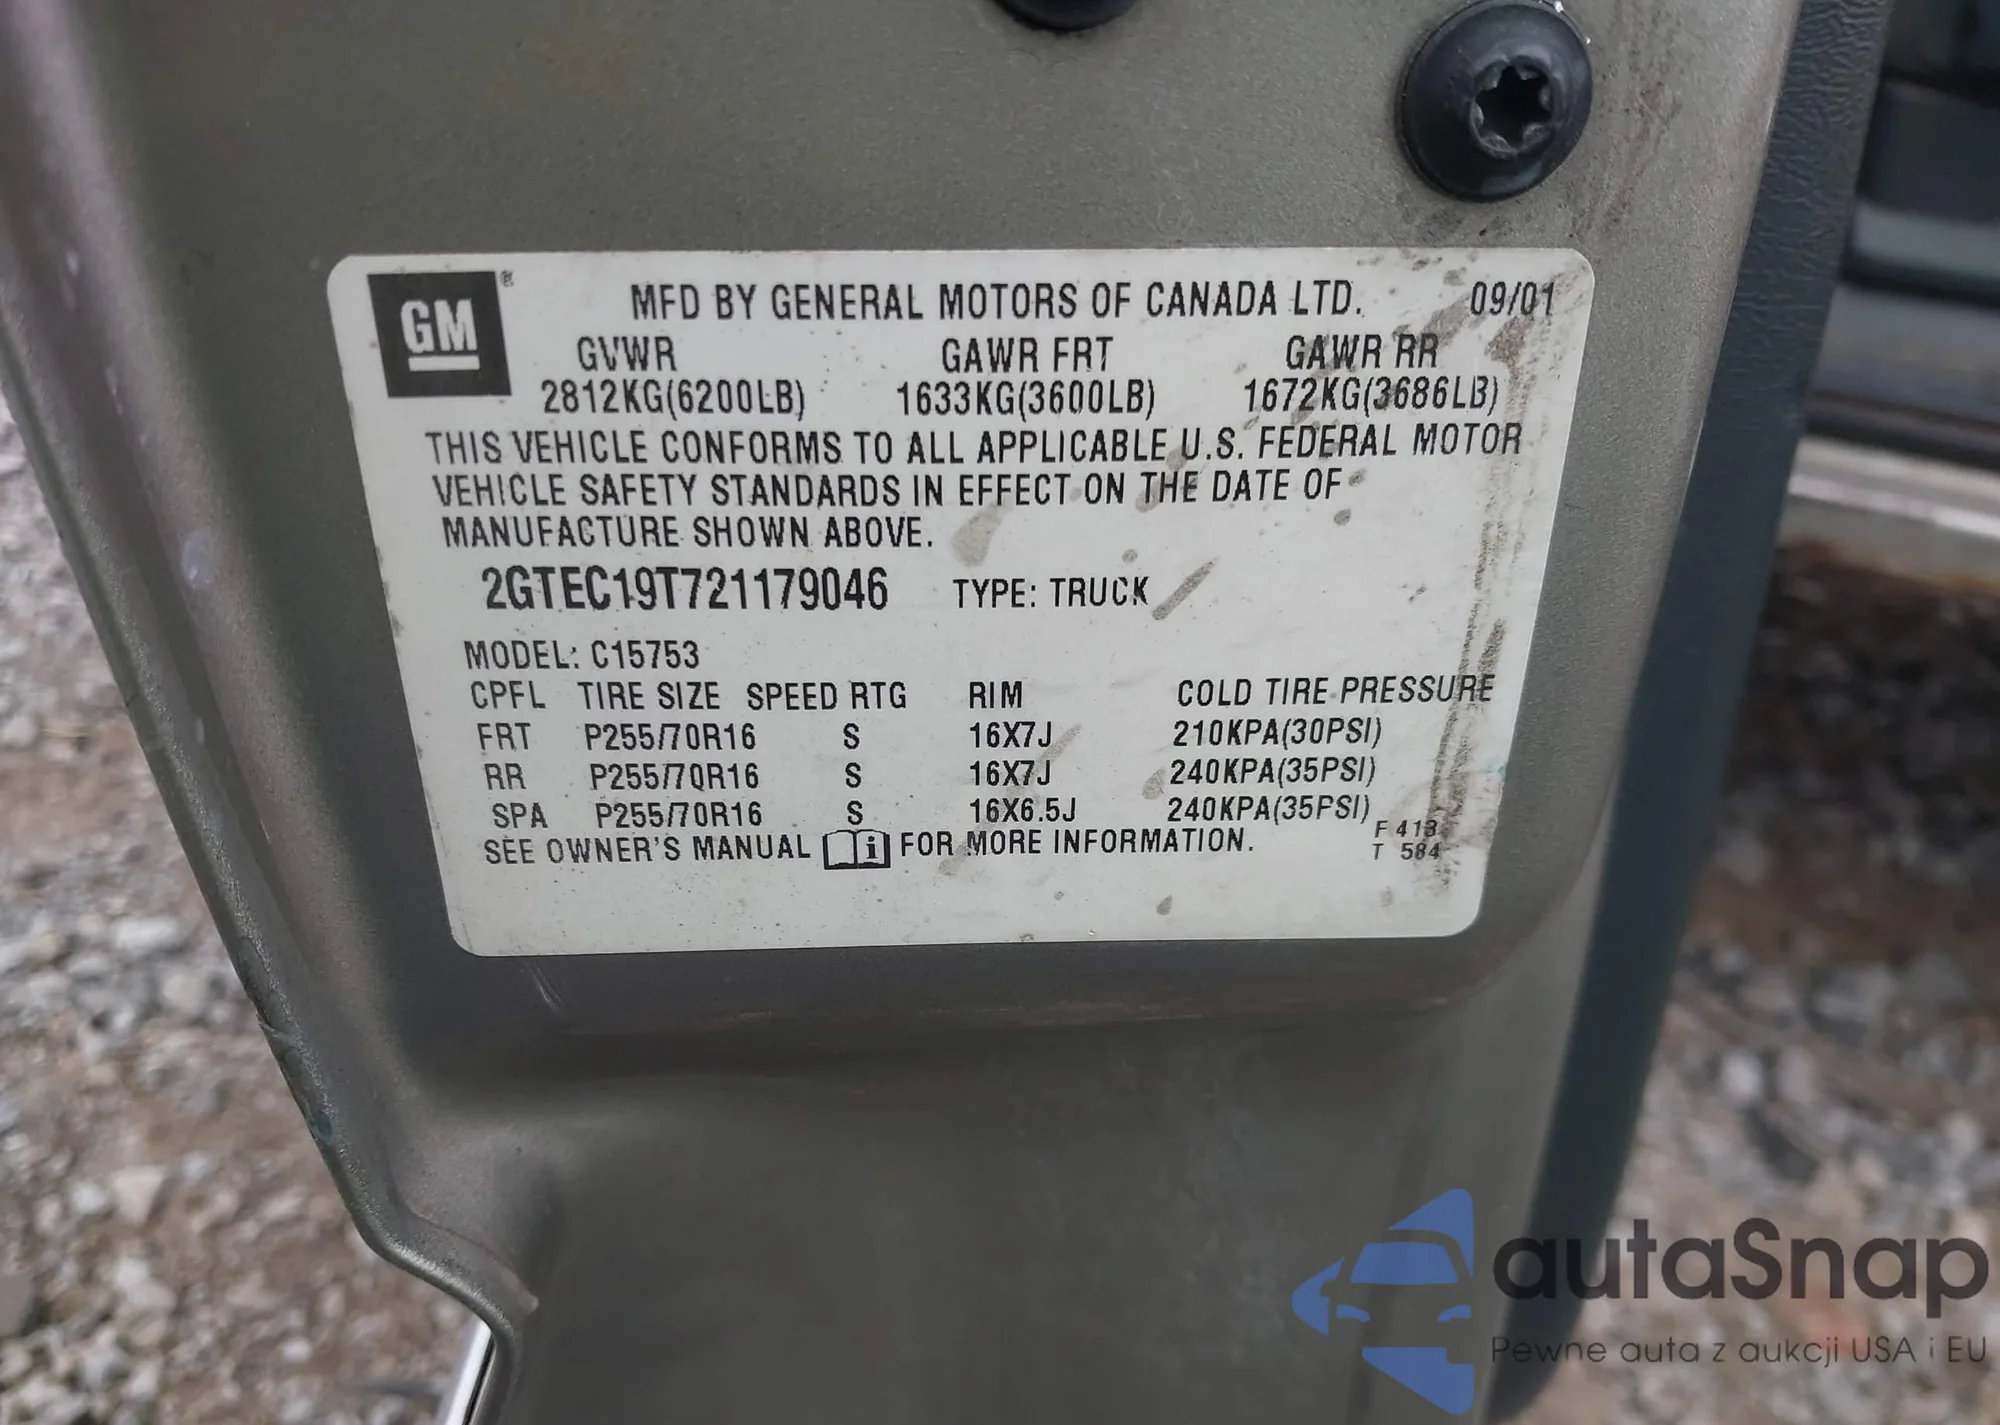 GM ®
MFD BY GENERAL MOTORS OF CANADA LTD. 09/01
GVWR GAWR FRT GAWR RR
2812KG(6200LB) 1633KG(3600LB) 1672KG(3686LB)
THIS VEHICLE CONFORMS TO ALL APPLICABLE U.S. FEDERAL MOTOR
VEHICLE SAFETY STANDARDS IN EFFECT ON THE DATE OF
MANUFACTURE SHOWN ABOVE.
2GTEC19T721179046 TYPE: TRUCK
MODEL: C15753
CPFL TIRE SIZE SPEED RTG RIM COLD TIRE PRESSURE
FRT P255/70R16 S 16X7J 210KPA(30PSI)
RR P255/70R16 S 16X7J 240KPA(35PSI)
SPA P255/70R16 S 16X6.5J 240KPA(35PSI)
SEE OWNER'S MANUAL i FOR MORE INFORMATION.
F 413
T 584
autaSnap
Pewne auta z aukcji USA i EU